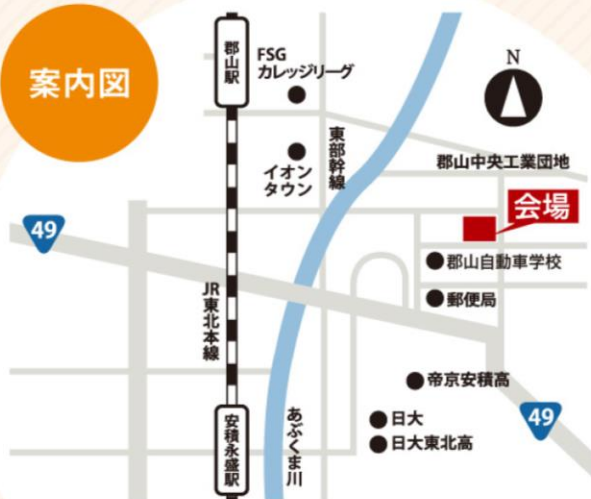 案内図
郡山駅
FSG
カレッジリーグ
N
イオン
タウン
東部幹線
郡山中央工業団地
会場
49
郡山自動車学校
郵便局
JR東北本線
帝京安積高
日大
日大東北高
49
安積永盛駅
あぶくま川